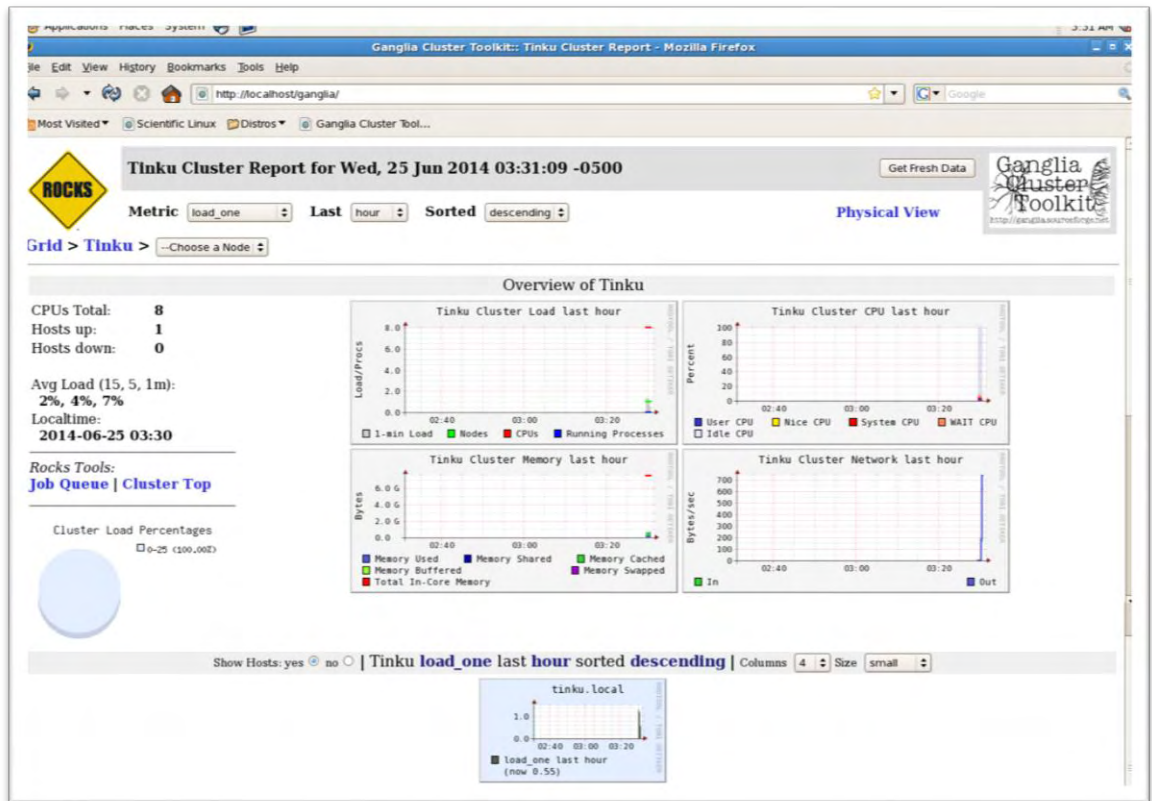 Applications Places System
3:31 AM
Ganglia Cluster Toolkit:: Tinku Cluster Report - Mozilla Firefox
Edit View History Bookmarks Tools Help
http://localhost/ganglia/
Google
Most Visited Scientific Linux Distros Ganglia Cluster Tool...
ROCKS
Tinku Cluster Report for Wed, 25 Jun 2014 03:31:09 -0500
Get Fresh Data
Ganglia
Cluster
Toolkit
http://ganglia.sourceforge.net
Metric load_one Last hour Sorted descending
Physical View
Grid > Tinku > --Choose a Node
Overview of Tinku
CPUs Total: 8
Hosts up: 1
Hosts down: 0
Avg Load (15, 5, 1m):
2%, 4%, 7%
Localtime:
2014-06-25 03:30
Rocks Tools:
Job Queue | Cluster Top
Cluster Load Percentages
0-25 (100.00%)
Tinku Cluster Load last hour
Load/Procs
8.0
6.0
4.0
2.0
0.0
02:40 03:00 03:20
1-min Load Nodes CPUs Running Processes
Tinku Cluster CPU last hour
Percent
100
80
60
40
20
0
02:40 03:00 03:20
User CPU Nice CPU System CPU WAIT CPU
Idle CPU
Tinku Cluster Memory last hour
Bytes
6.0 G
4.0 G
2.0 G
0.0
02:40 03:00 03:20
Memory Used Memory Shared Memory Cached
Memory Buffered Memory Swapped
Total In-Core Memory
Tinku Cluster Network last hour
Bytes/sec
700
600
500
400
300
200
100
0
02:40 03:00 03:20
In Out
Show Hosts: yes no | Tinku load_one last hour sorted descending | Columns 4 Size small
tinku.local
1.0
0.0
02:40 03:00 03:20
load_one last hour
(now 0.55)